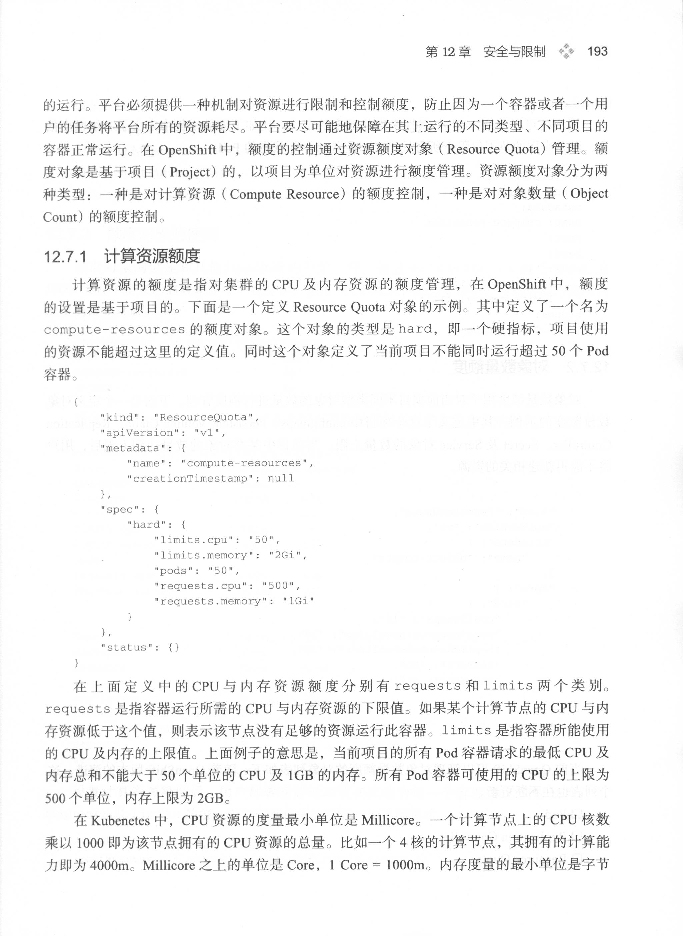 第 12 章 安全与限制 193
的运行。平台必须提供一种机制对资源进行限制和控制额度，防止因为一个容器或者一个用
户的任务将平台所有的资源耗尽。平台要尽可能地保障在其上运行的不同类型、不同项目的
容器正常运行。在 OpenShift 中，额度的控制通过资源额度对象（Resource Quota）管理。额
度对象是基于项目（Project）的，以项目为单位对资源进行额度管理。资源额度对象分为两
种类型：一种是对计算资源（Compute Resource）的额度控制，一种是对对象数量（Object
Count）的额度控制。
12.7.1 计算资源额度
计算资源的额度是指对集群的 CPU 及内存资源的额度管理，在 OpenShift 中，额度
的设置是基于项目的。下面是一个定义 Resource Quota 对象的示例。其中定义了一个名为
compute-resources 的额度对象。这个对象的类型是 hard，即一个硬指标，项目使用
的资源不能超过这里的定义值。同时这个对象定义了当前项目不能同时运行超过 50 个 Pod
容器。
{
"kind": "ResourceQuota",
"apiVersion": "v1",
"metadata": {
"name": "compute-resources",
"creationTimestamp": null
},
"spec": {
"hard": {
"limits.cpu": "50",
"limits.memory": "2Gi",
"pods": "50",
"requests.cpu": "500",
"requests.memory": "1Gi"
}
},
"status": {}
}
在上面定义中的 CPU 与内存资源额度分别有 requests 和 limits 两个类别。
requests 是指容器运行所需的 CPU 与内存资源的下限值。如果某个计算节点的 CPU 与内
存资源低于这个值，则表示该节点没有足够的资源运行此容器。limits 是指容器所能使用
的 CPU 及内存的上限值。上面例子的意思是，当前项目的所有 Pod 容器请求的最低 CPU 及
内存总和不能大于 50 个单位的 CPU 及 1GB 的内存。所有 Pod 容器可使用的 CPU 的上限为
500 个单位，内存上限为 2GB。
在 Kubenetes 中，CPU 资源的度量最小单位是 Millicore。一个计算节点上的 CPU 核数
乘以 1000 即为该节点拥有的 CPU 资源的总量。比如一个 4 核的计算节点，其拥有的计算能
力即为 4000m。Millicore 之上的单位是 Core，1 Core = 1000m。内存度量的最小单位是字节